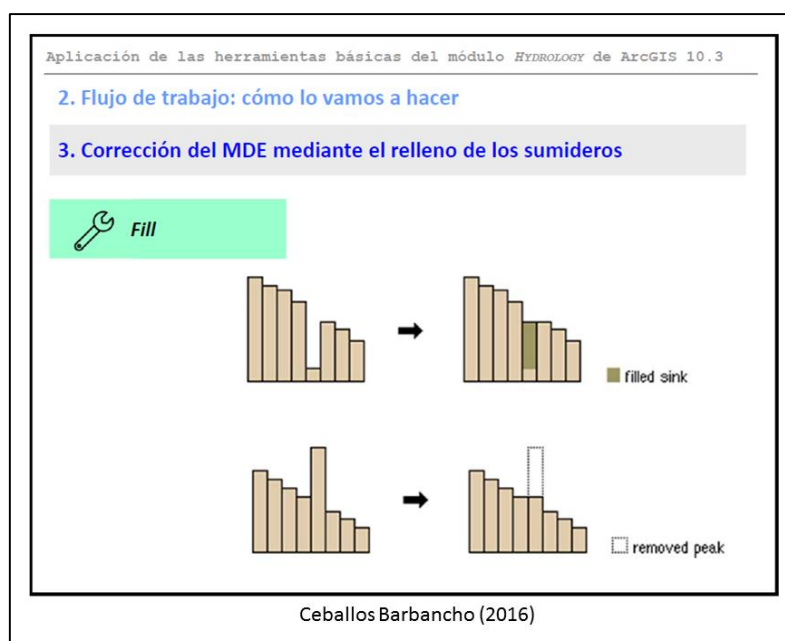 Aplicación de las herramientas básicas del módulo HYDROLOGY de ArcGIS 10.3
2. Flujo de trabajo: cómo lo vamos a hacer
3. Corrección del MDE mediante el relleno de los sumideros
Fill
filled sink
removed peak
Ceballos Barbancho (2016)